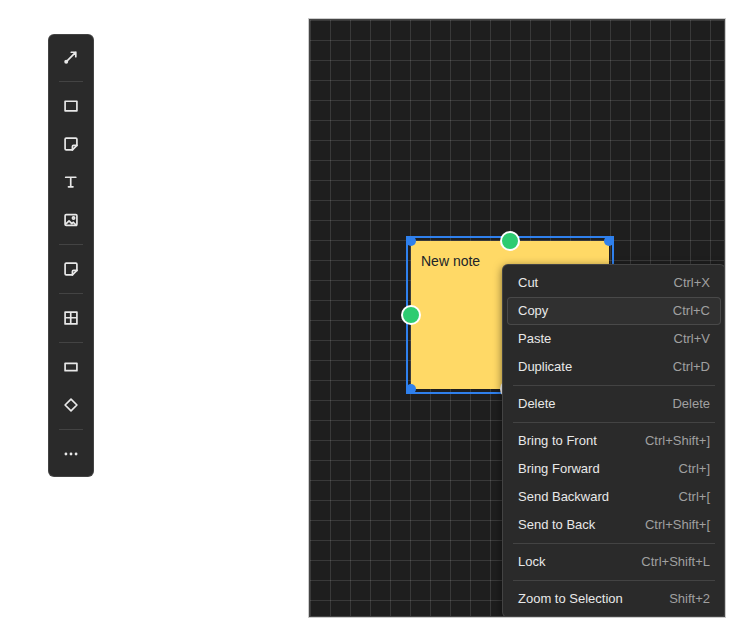 New note
Cut Ctrl+X
Copy Ctrl+C
Paste Ctrl+V
Duplicate Ctrl+D
Delete Delete
Bring to Front Ctrl+Shift+]
Bring Forward Ctrl+]
Send Backward Ctrl+[
Send to Back Ctrl+Shift+[
Lock Ctrl+Shift+L
Zoom to Selection Shift+2